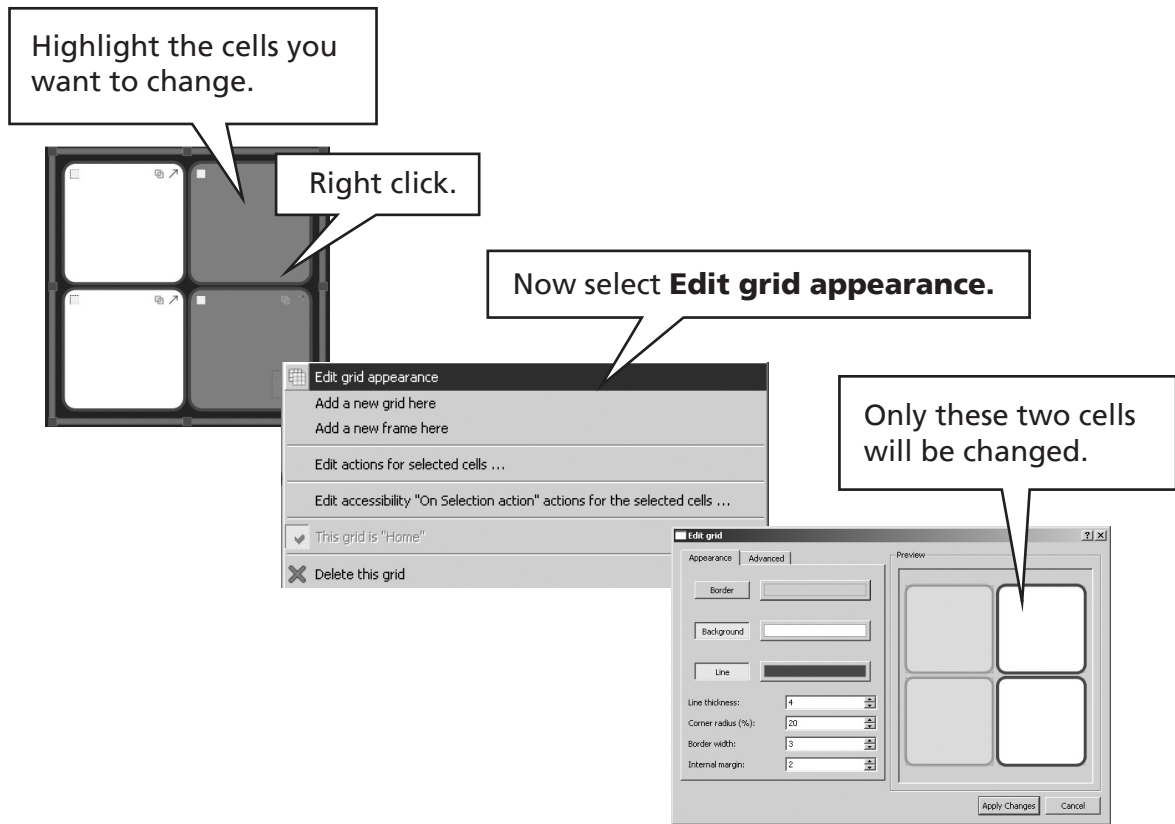 Highlight the cells you
want to change.
Right click.
Now select Edit grid appearance.
Edit grid appearance
Add a new grid here
Add a new frame here
Edit actions for selected cells ...
Edit accessibility "On Selection action" actions for the selected cells ...
This grid is "Home"
Delete this grid
Only these two cells
will be changed.
Edit grid
Appearance Advanced
Border
Background
Line
Line thickness: 4
Corner radius (%): 20
Border width: 3
Internal margin: 2
Preview
Apply Changes Cancel